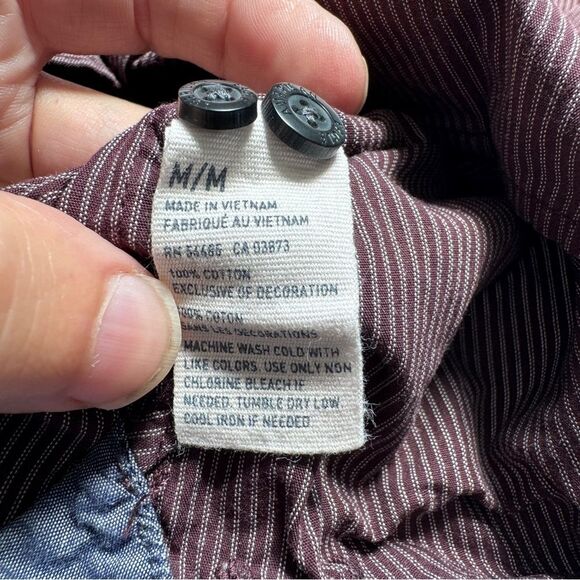 M/M
MADE IN VIETNAM
FABRIQUÉ AU VIETNAM
RN 54485 CA 03873
100% COTTON
EXCLUSIVE OF DECORATION
100% COTON
SANS LES DECORATIONS
MACHINE WASH COLD WITH
LIKE COLORS. USE ONLY NON
CHLORINE BLEACH IF
NEEDED. TUMBLE DRY LOW
COOL IRON IF NEEDED